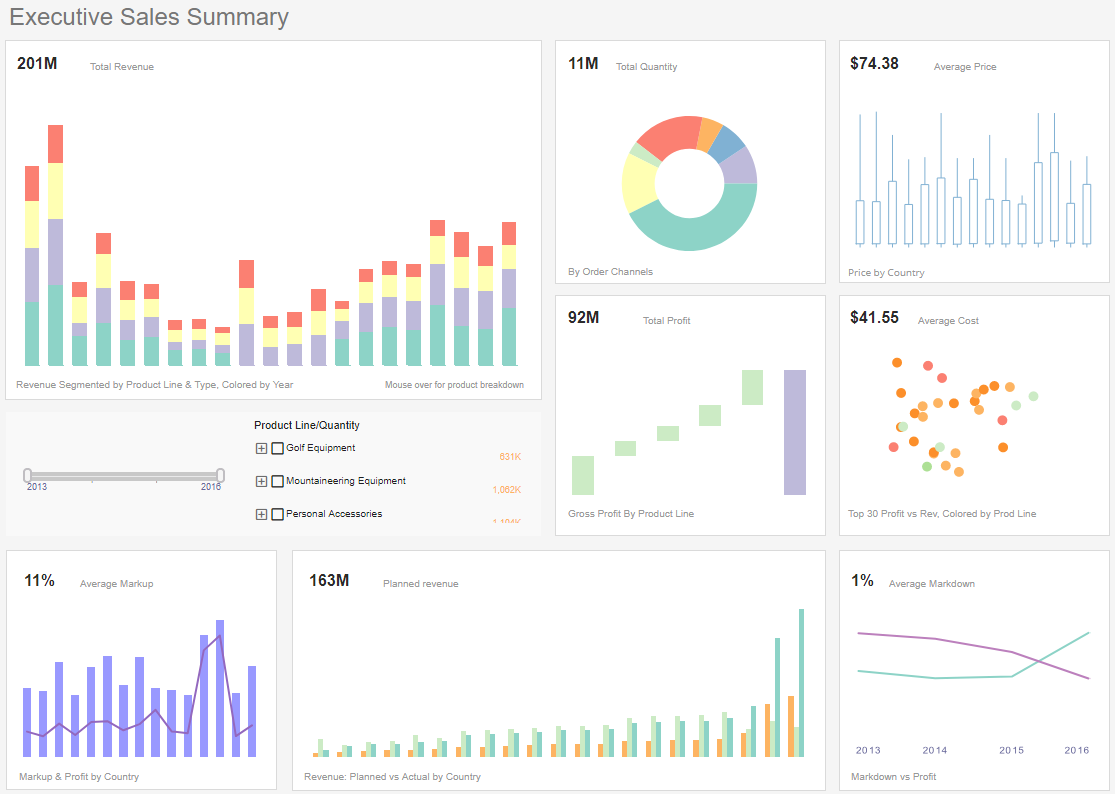 Executive Sales Summary
201M Total Revenue
Revenue Segmented by Product Line & Type, Colored by Year
Mouse over for product breakdown
11M Total Quantity
By Order Channels
$74.38 Average Price
Price by Country
2013
2016
Product Line/Quantity
Golf Equipment
631K
Mountaineering Equipment
1,062K
Personal Accessories
92M Total Profit
Gross Profit By Product Line
$41.55 Average Cost
Top 30 Profit vs Rev, Colored by Prod Line
11% Average Markup
Markup & Profit by Country
163M Planned revenue
Revenue: Planned vs Actual by Country
1% Average Markdown
2013 2014 2015 2016
Markdown vs Profit